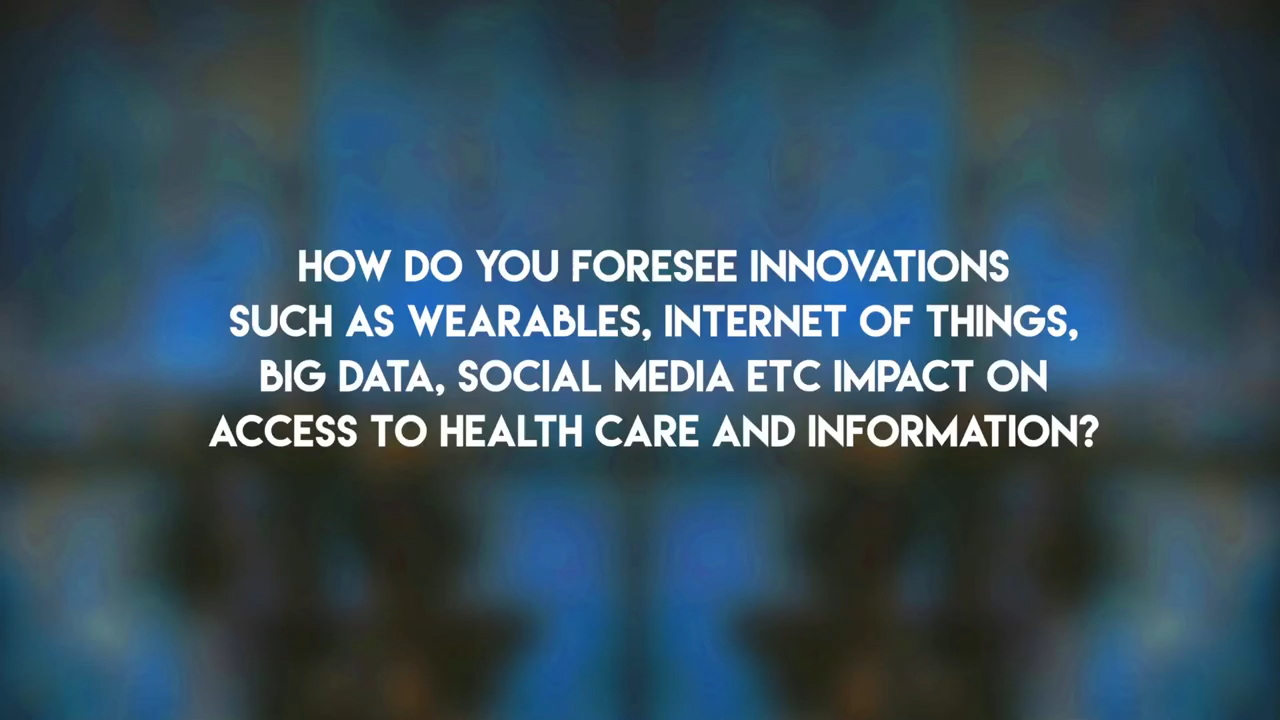 HOW DO YOU FORESEE INNOVATIONS
SUCH AS WEARABLES, INTERNET OF THINGS,
BIG DATA, SOCIAL MEDIA ETC IMPACT ON
ACCESS TO HEALTH CARE AND INFORMATION?